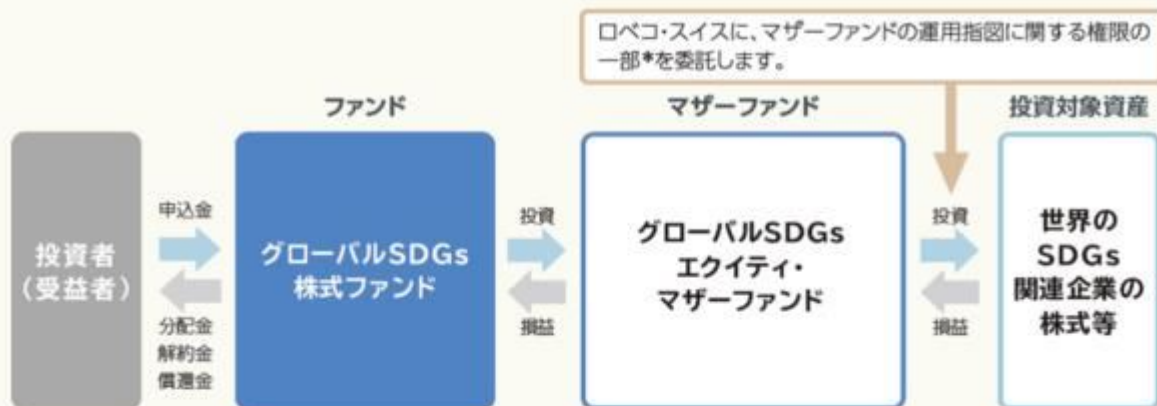 ロベコ・スイスに、マザーファンドの運用指図に関する権限の
一部*を委託します。
ファンド
マザーファンド
投資対象資産
投資者
（受益者）
申込金
分配金
解約金
償還金
グローバルSDGs
株式ファンド
投資
損益
グローバルSDGs
エクイティ・
マザーファンド
投資
損益
世界の
SDGs
関連企業の
株式等